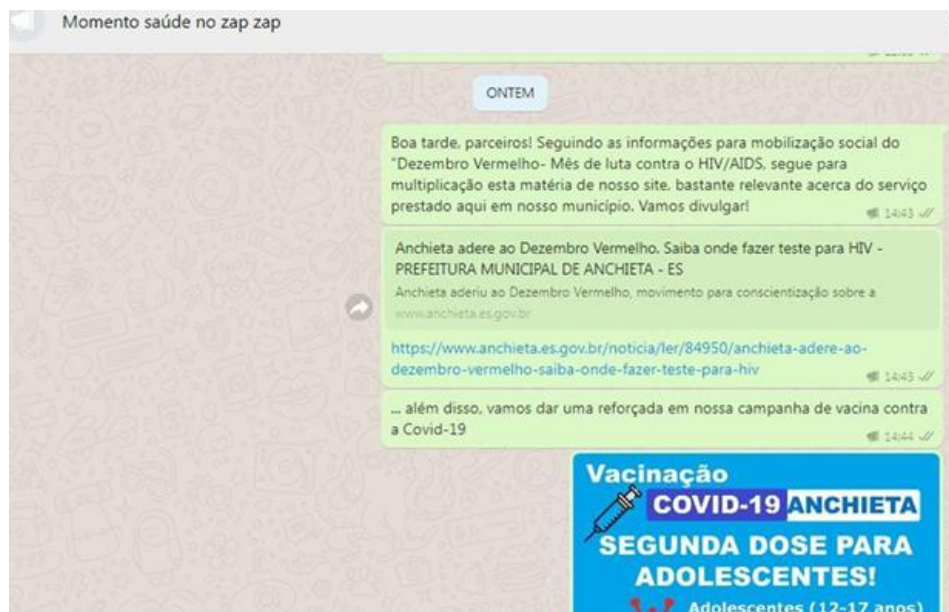 Momento saúde no zap zap
ONTEM
Boa tarde, parceiros! Seguindo as informações para mobilização social do
"Dezembro Vermelho- Mês de luta contra o HIV/AIDS, segue para
multiplicação esta matéria de nosso site, bastante relevante acerca do serviço
prestado aqui em nosso município. Vamos divulgar!
14:43
Anchieta adere ao Dezembro Vermelho. Saiba onde fazer teste para HIV -
PREFEITURA MUNICIPAL DE ANCHIETA - ES
Anchieta aderiu ao Dezembro Vermelho, movimento para conscientização sobre a
www.anchieta.es.gov.br
https://www.anchieta.es.gov.br/noticia/ler/84950/anchieta-adere-ao-
dezembro-vermelho-saiba-onde-fazer-teste-para-hiv
14:43
... além disso, vamos dar uma reforçada em nossa campanha de vacina contra
a Covid-19
14:44
Vacinação
COVID-19 ANCHIETA
SEGUNDA DOSE PARA
ADOLESCENTES!
Adolescentes (12-17 anos)